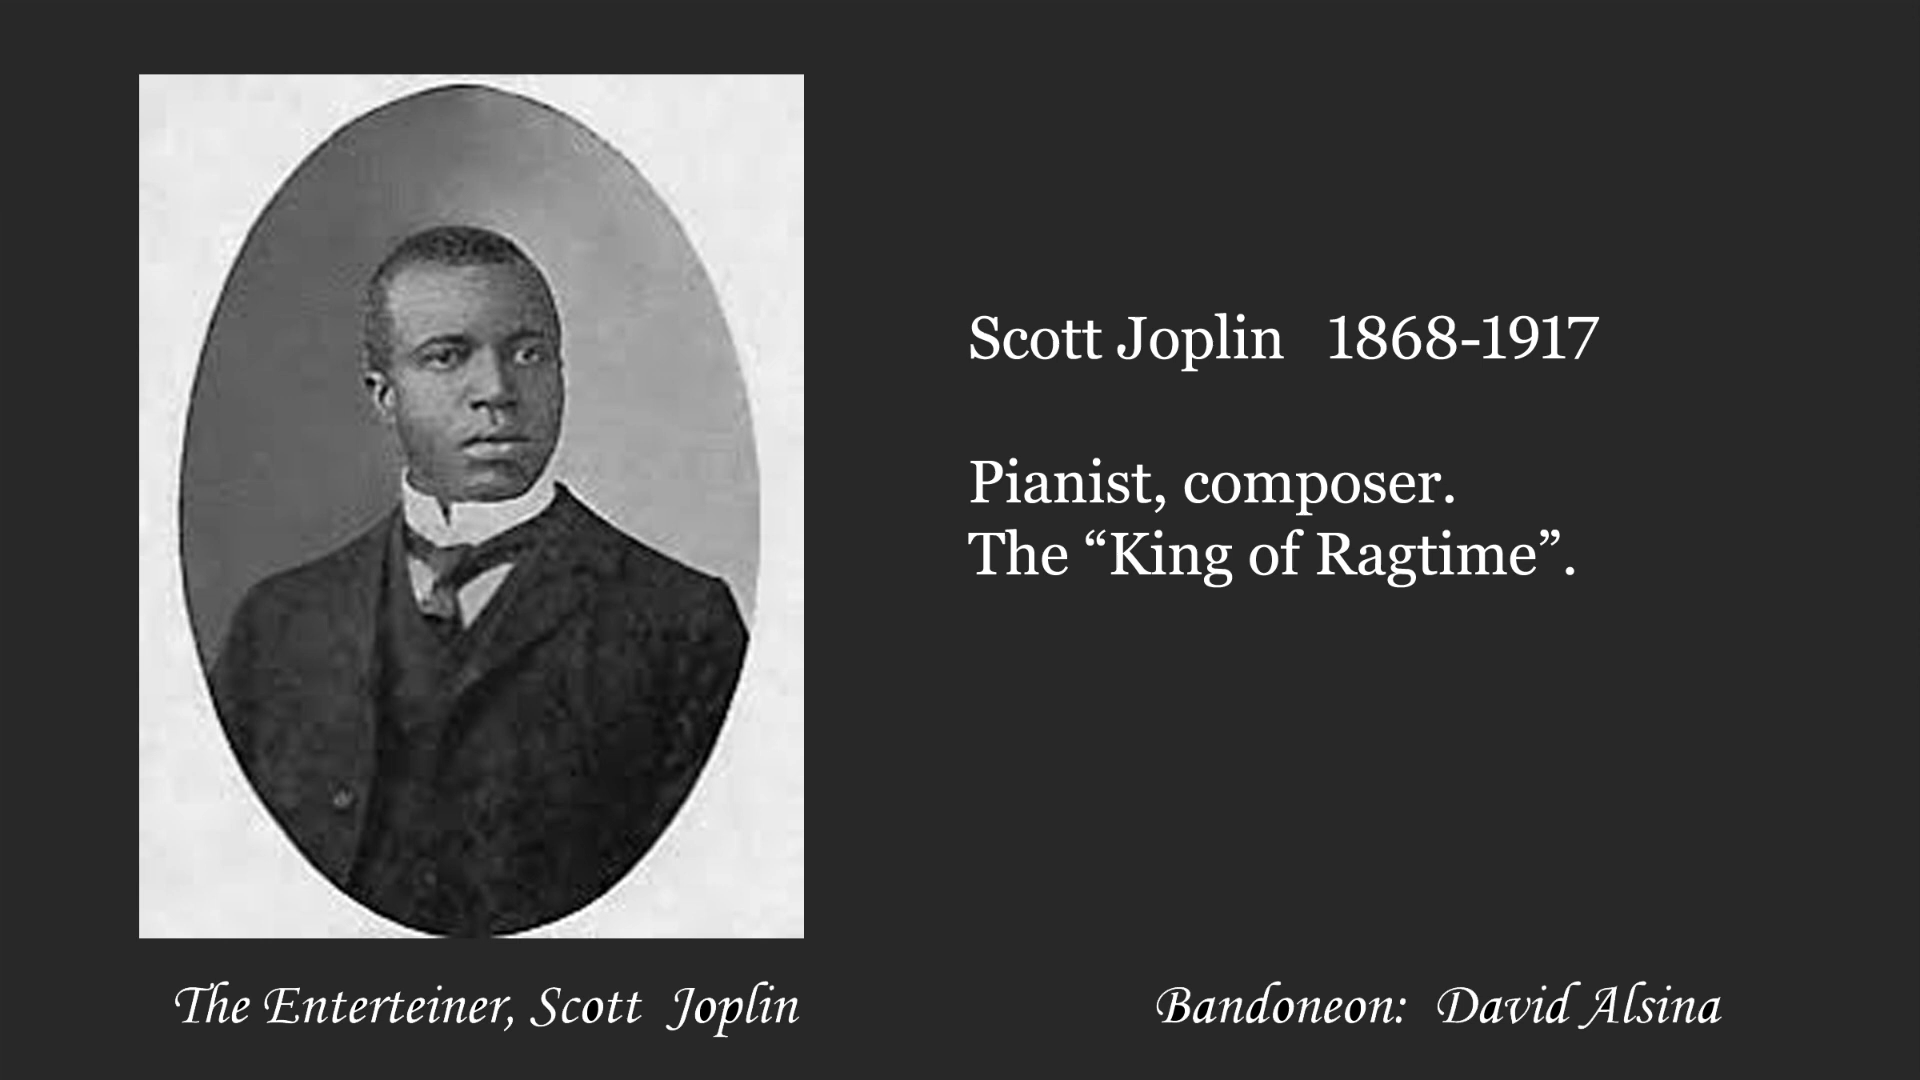 Scott Joplin 1868-1917
Pianist, composer.
The “King of Ragtime”.
The Enterteiner, Scott Joplin
Bandoneon: David Alsina